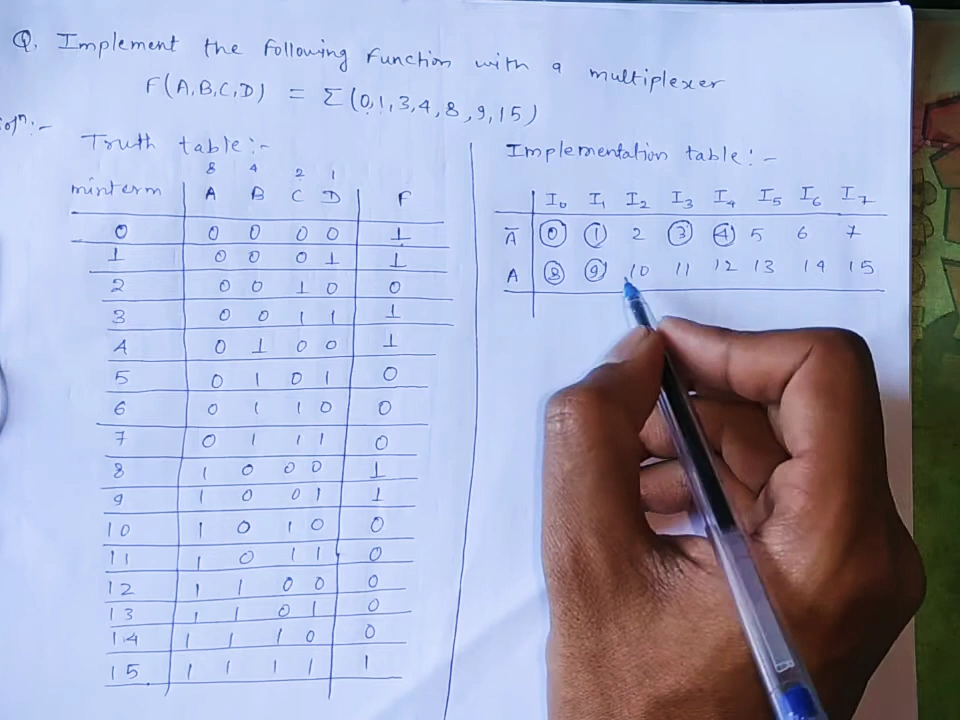 Q. Implement the following function with a multiplexer
F(A,B,C,D) = Σ(0,1,3,4,8,9,15)
soln:-
Truth table:-
8 4 2 1
minterm A B C D F
0 0 0 0 0 1
1 0 0 0 1 1
2 0 0 1 0 0
3 0 0 1 1 1
4 0 1 0 0 1
5 0 1 0 1 0
6 0 1 1 0 0
7 0 1 1 1 0
8 1 0 0 0 1
9 1 0 0 1 1
10 1 0 1 0 0
11 1 0 1 1 0
12 1 1 0 0 0
13 1 1 0 1 0
14 1 1 1 0 0
15 1 1 1 1 1
Implementation table:-
I₀ I₁ I₂ I₃ I₄ I₅ I₆ I₇
Ā 0 1 2 3 4 5 6 7
A 8 9 10 11 12 13 14 15